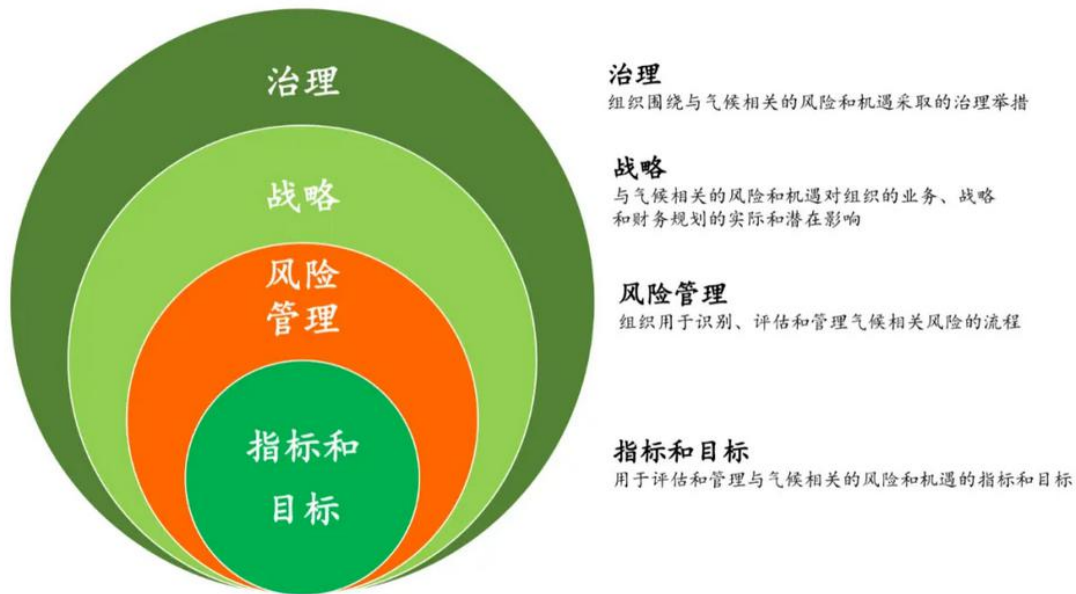 治理
战略
风险
管理
指标和
目标
治理
组织围绕与气候相关的风险和机遇采取的治理举措
战略
与气候相关的风险和机遇对组织的业务、战略
和财务规划的实际和潜在影响
风险管理
组织用于识别、评估和管理气候相关风险的流程
指标和目标
用于评估和管理与气候相关的风险和机遇的指标和目标